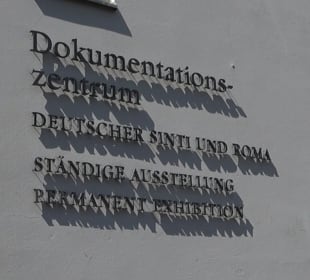 Dokumentations-
Zentrum
DEUTSCHER SINTI UND ROMA
STÄNDIGE AUSSTELLUNG
PERMANENT EXHIBITION